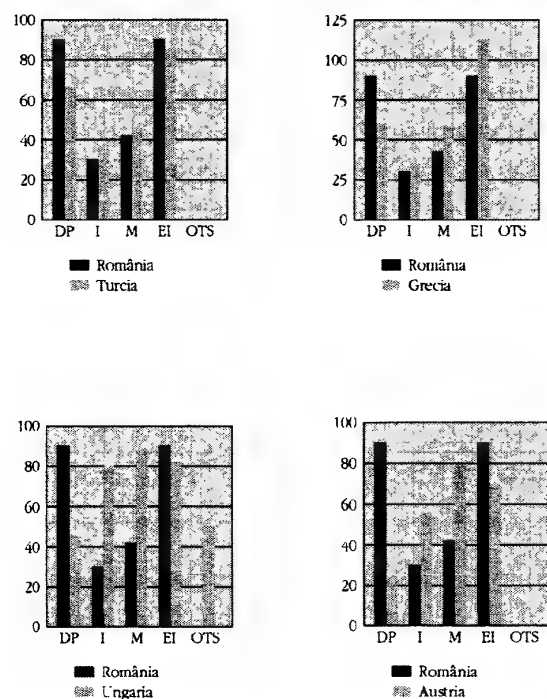 100
80
60
40
20
0
DP I M EI OTS
România
Turcia
125
100
75
50
25
0
DP I M EI OTS
România
Grecia
100
80
60
40
20
0
DP I M EI OTS
România
Ungaria
100
80
60
40
20
0
DP I M EI OTS
România
Austria